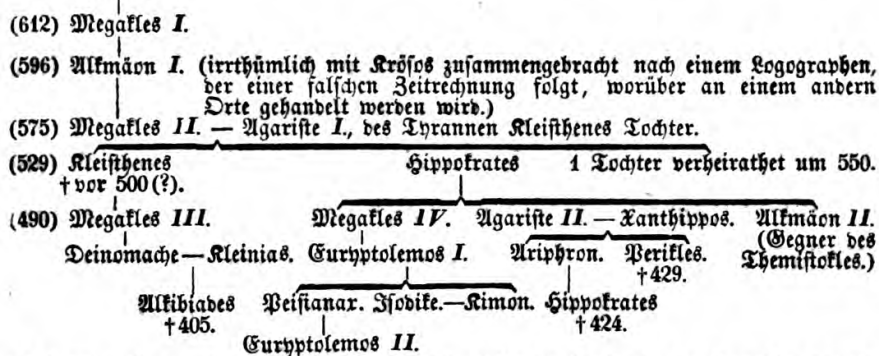 (612) Megakles I.
(596) Alkmäon I. (irrthümlich mit Krösos zusammengebracht nach einem Logographen,
der einer falschen Zeitrechnung folgt, worüber an einem andern
Orte gehandelt werden wird.)
(575) Megakles II. — Agariste I., des Tyrannen Kleisthenes Tochter.
(529) Kleisthenes Hippokrates 1 Tochter verheirathet um 550.
† vor 500 (?).
(490) Megakles III. Megakles IV. Agariste II. — Xanthippos. Alkmäon II.
(Gegner des
Deinomache — Kleinias. Euryptolemos I. Ariphron. Perikles. Themistokles.)
† 429.
Alkibiades Peisianax. Isodike. — Kimon. Hippokrates
† 405. † 424.
Euryptolemos II.